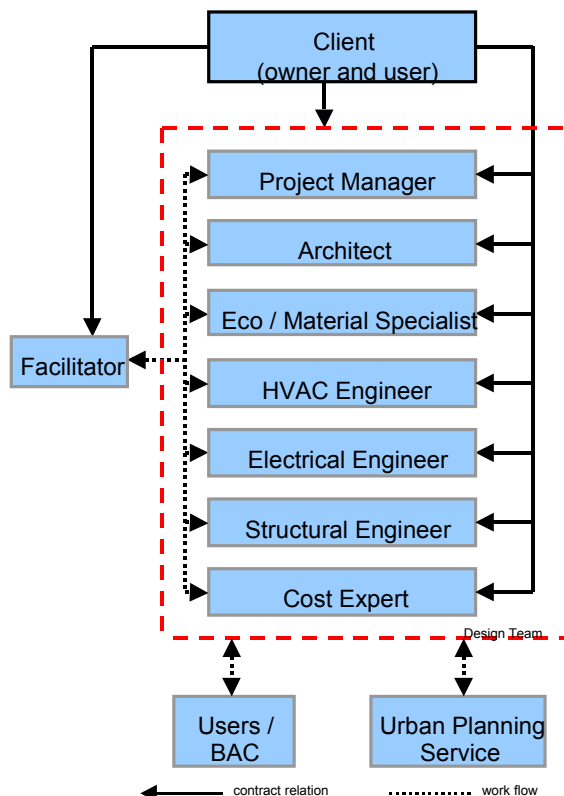 Client
(owner and user)
Project Manager
Architect
Eco / Material Specialist
Facilitator
HVAC Engineer
Electrical Engineer
Structural Engineer
Cost Expert
Design Team
Users /
BAC
Urban Planning
Service
contract relation
work flow